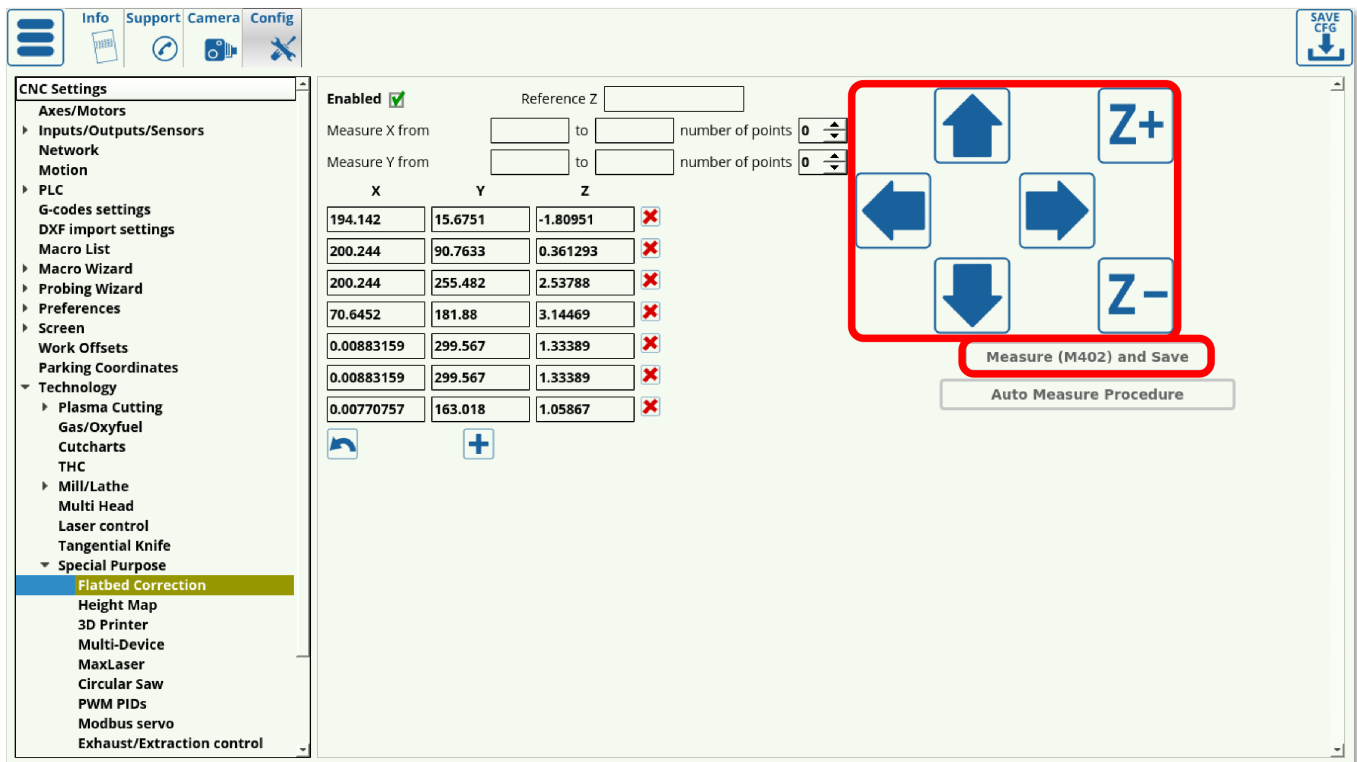 Info Support Camera Config
SAVE
CFG
CNC Settings
Axes/Motors
Inputs/Outputs/Sensors
Network
Motion
PLC
G-codes settings
DXF import settings
Macro List
Macro Wizard
Probing Wizard
Preferences
Screen
Work Offsets
Parking Coordinates
Technology
Plasma Cutting
Gas/Oxyfuel
Cutcharts
THC
Mill/Lathe
Multi Head
Laser control
Tangential Knife
Special Purpose
Flatbed Correction
Height Map
3D Printer
Multi-Device
MaxLaser
Circular Saw
PWM PIDs
Modbus servo
Exhaust/Extraction control
Enabled Reference Z
Measure X from to number of points 0
Measure Y from to number of points 0
X Y Z
194.142 15.6751 -1.80951
200.244 90.7633 0.361293
200.244 255.482 2.53788
70.6452 181.88 3.14469
0.00883159 299.567 1.33389
0.00883159 299.567 1.33389
0.00770757 163.018 1.05867
Z+
Z-
Measure (M402) and Save
Auto Measure Procedure